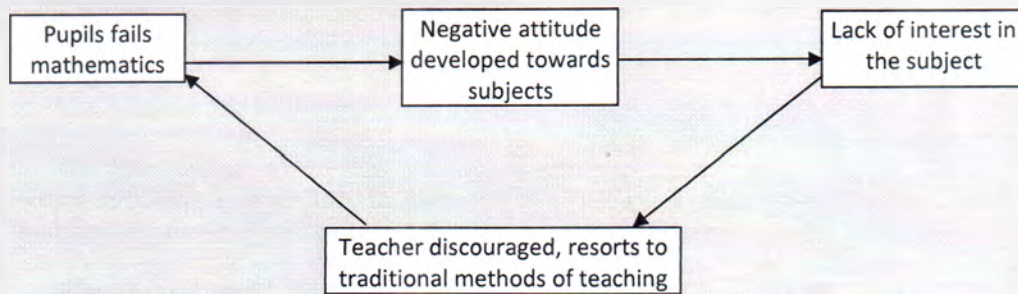 Pupils fails
mathematics
Negative attitude
developed towards
subjects
Lack of interest in
the subject
Teacher discouraged, resorts to
traditional methods of teaching